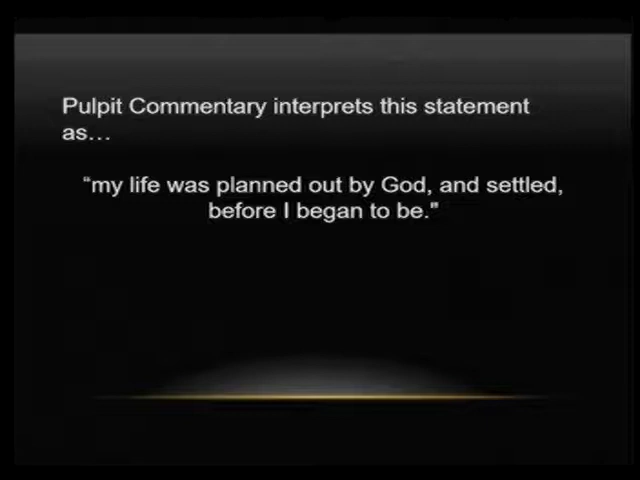 Pulpit Commentary interprets this statement
as…
“my life was planned out by God, and settled,
before I began to be."